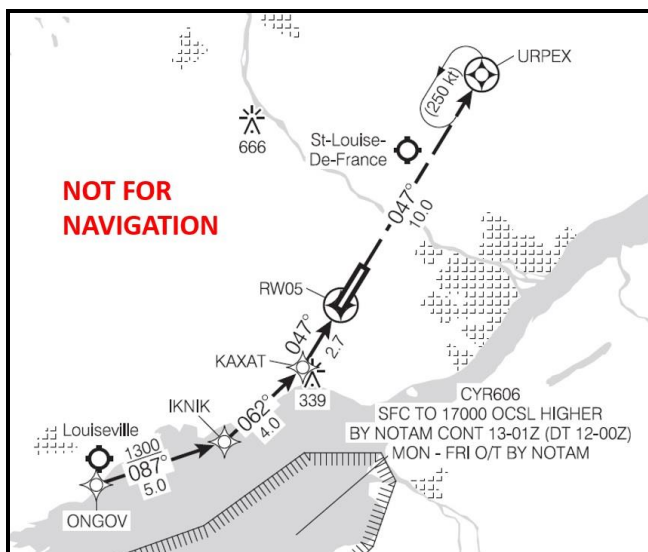 URPEX
(250 kt)
666
St-Louise-
De-France
NOT FOR
NAVIGATION
047°
10.0
RW05
047°
2.7
KAXAT
339
IKNIK
062°
4.0
CYR606
SFC TO 17000 OCSL HIGHER
BY NOTAM CONT 13-01Z (DT 12-00Z)
MON - FRI O/T BY NOTAM
Louiseville
1300
087°
5.0
ONGOV